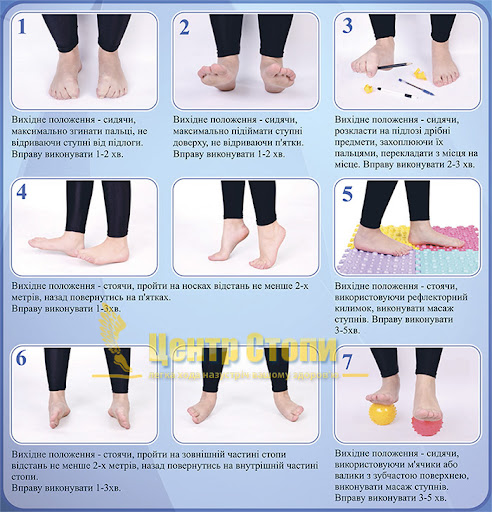 1
Вихідне положення - сидячи,
максимально згинати пальці, не
відриваючи ступні від підлоги.
Вправу виконувати 1-2 хв.
2
Вихідне положення - сидячи,
максимально підіймати ступні
доверху, не відриваючи п'ятки.
Вправу виконувати 1-2 хв.
3
Вихідне положення - сидячи,
розкласти на підлозі дрібні
предмети, захоплюючи їх
пальцями, перекладати з місця на
місце. Вправу виконувати 2-3 хв.
4
Вихідне положення - стоячи, пройти на носках відстань не менше 2-х
метрів, назад повернутись на п'ятках.
Вправу виконувати 1-3хв.
5
Вихідне положення - стоячи,
використовуючи рефлекторний
килимок, виконувати масаж
ступнів. Вправу виконувати
3-5хв.
Центр Стопи
легка хода назустріч вашому здоров'ю
6
Вихідне положення - стоячи, пройти на зовнішній частині стопи
відстань не менше 2-х метрів, назад повернутись на внутрішній частині
стопи.
Вправу виконувати 1-3хв.
7
Вихідне положення - сидячи,
використовуючи м'ячики або
валики з зубчастою поверхнею,
виконувати масаж ступнів.
Вправу виконувати 3-5 хв.